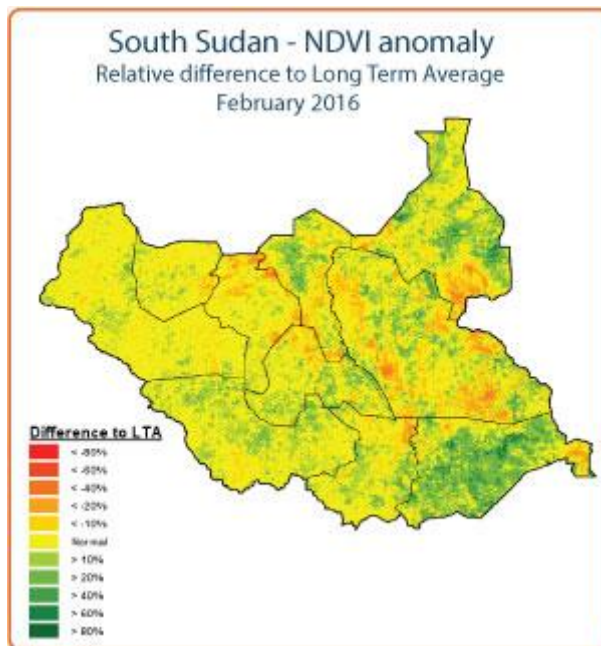 South Sudan - NDVI anomaly
Relative difference to Long Term Average
February 2016
Difference to LTA
< -80%
< -60%
< -40%
< -20%
< -10%
Normal
> 10%
> 20%
> 40%
> 60%
> 80%